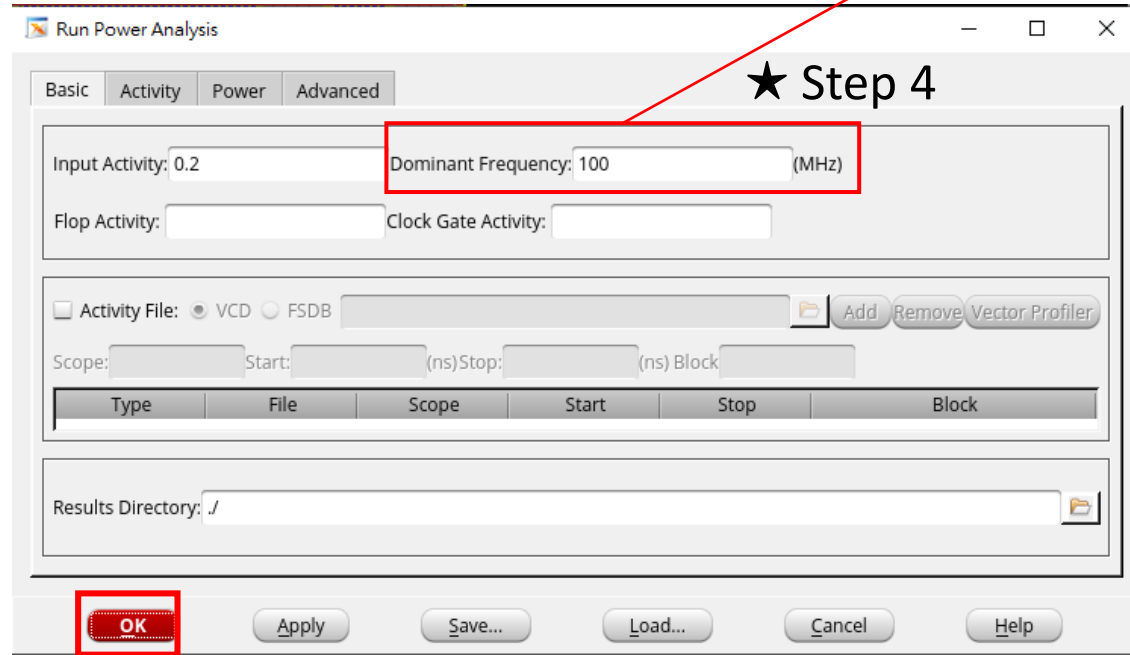 Run Power Analysis
Basic Activity Power Advanced
★ Step 4
Input Activity: 0.2 Dominant Frequency: 100 (MHz)
Flop Activity: Clock Gate Activity:
Activity File: VCD FSDB Add Remove Vector Profiler
Scope: Start: (ns) Stop: (ns) Block
Type File Scope Start Stop Block
Results Directory: ./
OK Apply Save... Load... Cancel Help